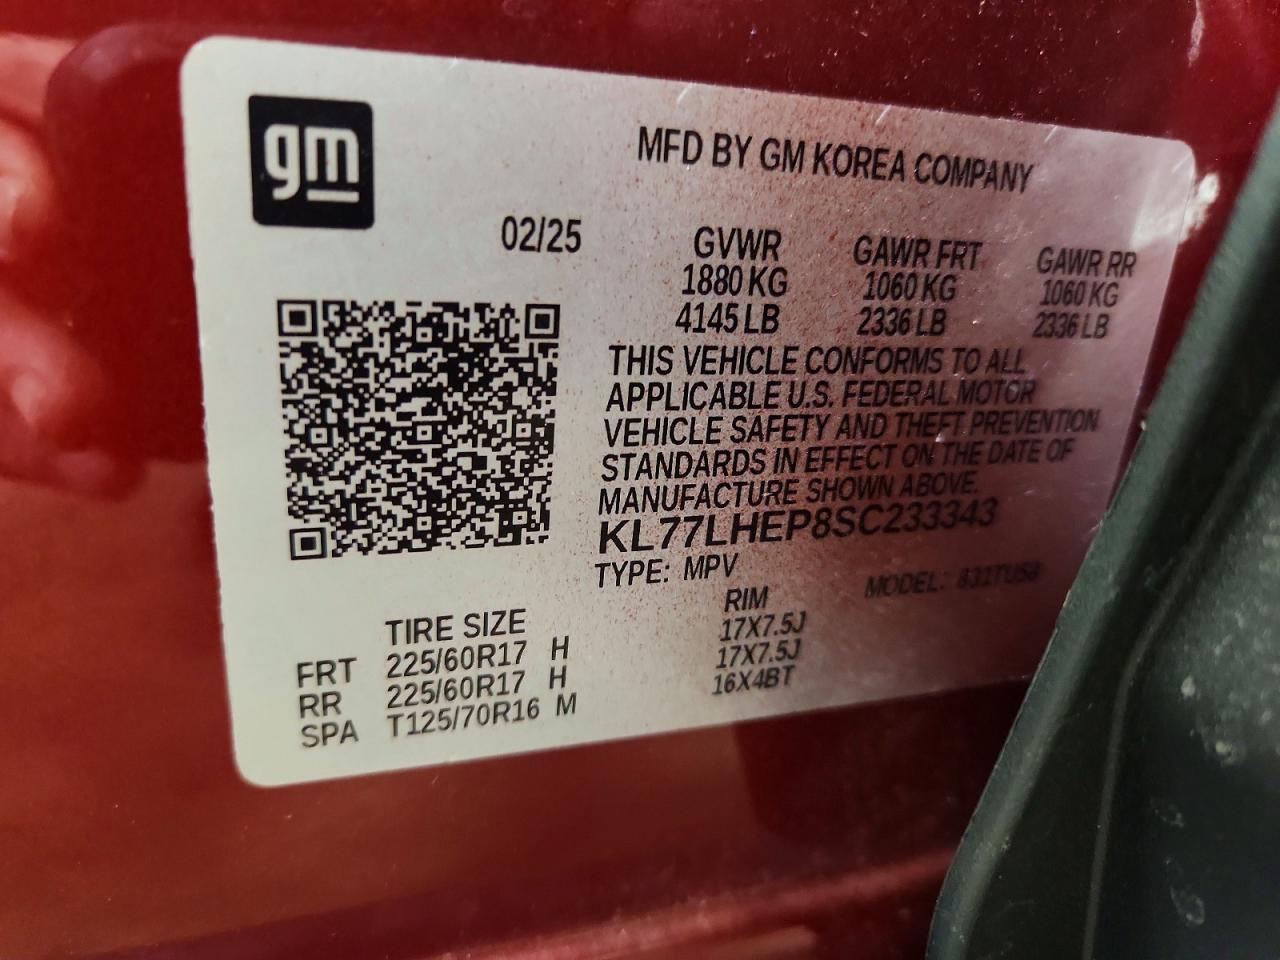 gm
MFD BY GM KOREA COMPANY
02/25
GVWR GAWR FRT GAWR RR
1880 KG 1060 KG 1060 KG
4145 LB 2336 LB 2336 LB
THIS VEHICLE CONFORMS TO ALL
APPLICABLE U.S. FEDERAL MOTOR
VEHICLE SAFETY AND THEFT PREVENTION
STANDARDS IN EFFECT ON THE DATE OF
MANUFACTURE SHOWN ABOVE.
KL77LHEP8SC233343
TYPE: MPV MODEL:
TIRE SIZE RIM
FRT 225/60R17 H 17X7.5J
RR 225/60R17 H 17X7.5J
SPA T125/70R16 M 16X4BT